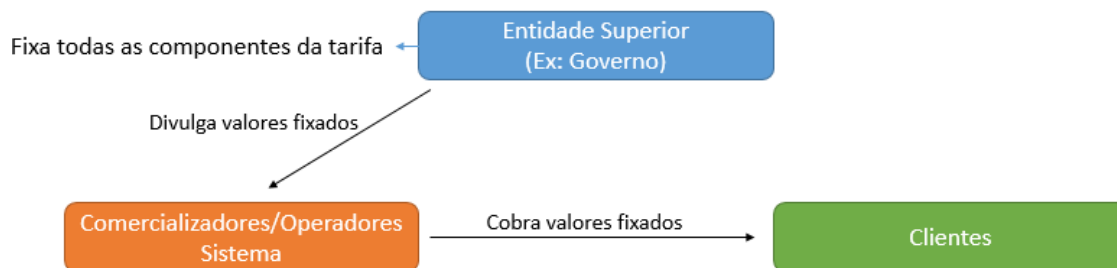 Entidade Superior
(Ex: Governo)
Fixa todas as componentes da tarifa
Divulga valores fixados
Comercializadores/Operadores
Sistema
Cobra valores fixados
Clientes